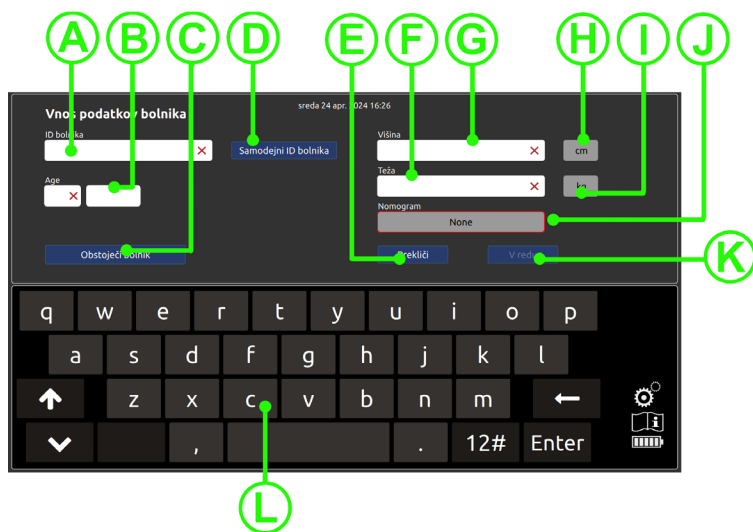 A B C D E F G H I J
sreda 24 apr. 2024 16:26
Vnos podatkov bolnika
ID bolnika
Samodejni ID bolnika
Višina
cm
Teža
kg
Age
Nomogram
None
Obstoječi bolnik
Prekliči
V redu
K
q w e r t y u i o p
a s d f g h j k l
z x c v b n m
, . 12# Enter
L